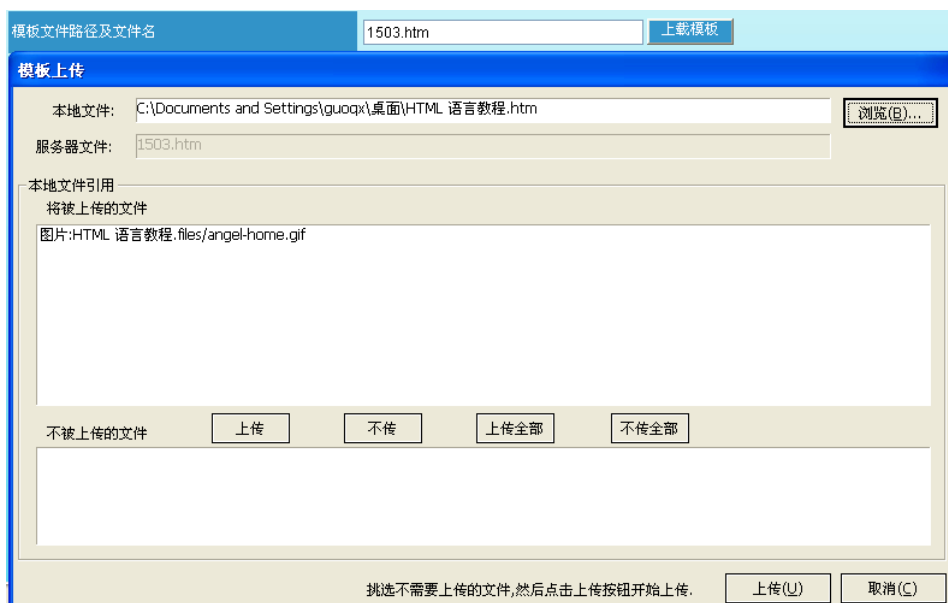 模板文件路径及文件名 1503.htm 上载模板
模板上传
本地文件: C:\Documents and Settings\guoqx\桌面\HTML 语言教程.htm 浏览(B)...
服务器文件: 1503.htm
本地文件引用
将被上传的文件
图片:HTML 语言教程.files/angel-home.gif
不被上传的文件 上传 不传 上传全部 不传全部
挑选不需要上传的文件,然后点击上传按钮开始上传. 上传(U) 取消(C)